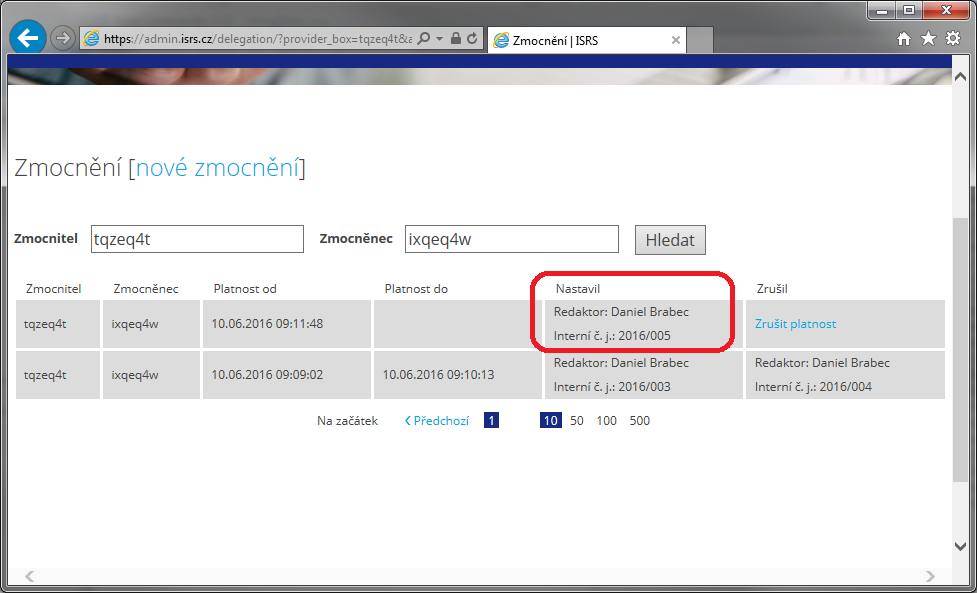 https://admin.isrs.cz/delegation/?provider_box=tqzeq4t&a
Zmocnění | ISRS
Zmocnění [nové zmocnění]
Zmocnitel tqzeq4t Zmocněnec ixqeq4w Hledat
Zmocnitel Zmocněnec Platnost od Platnost do Nastavil Zrušil
tqzeq4t ixqeq4w 10.06.2016 09:11:48 Redaktor: Daniel Brabec Zrušit platnost
Interní č. j.: 2016/005
tqzeq4t ixqeq4w 10.06.2016 09:09:02 10.06.2016 09:10:13 Redaktor: Daniel Brabec Redaktor: Daniel Brabec
Interní č. j.: 2016/003 Interní č. j.: 2016/004
Na začátek Předchozí 1 10 50 100 500